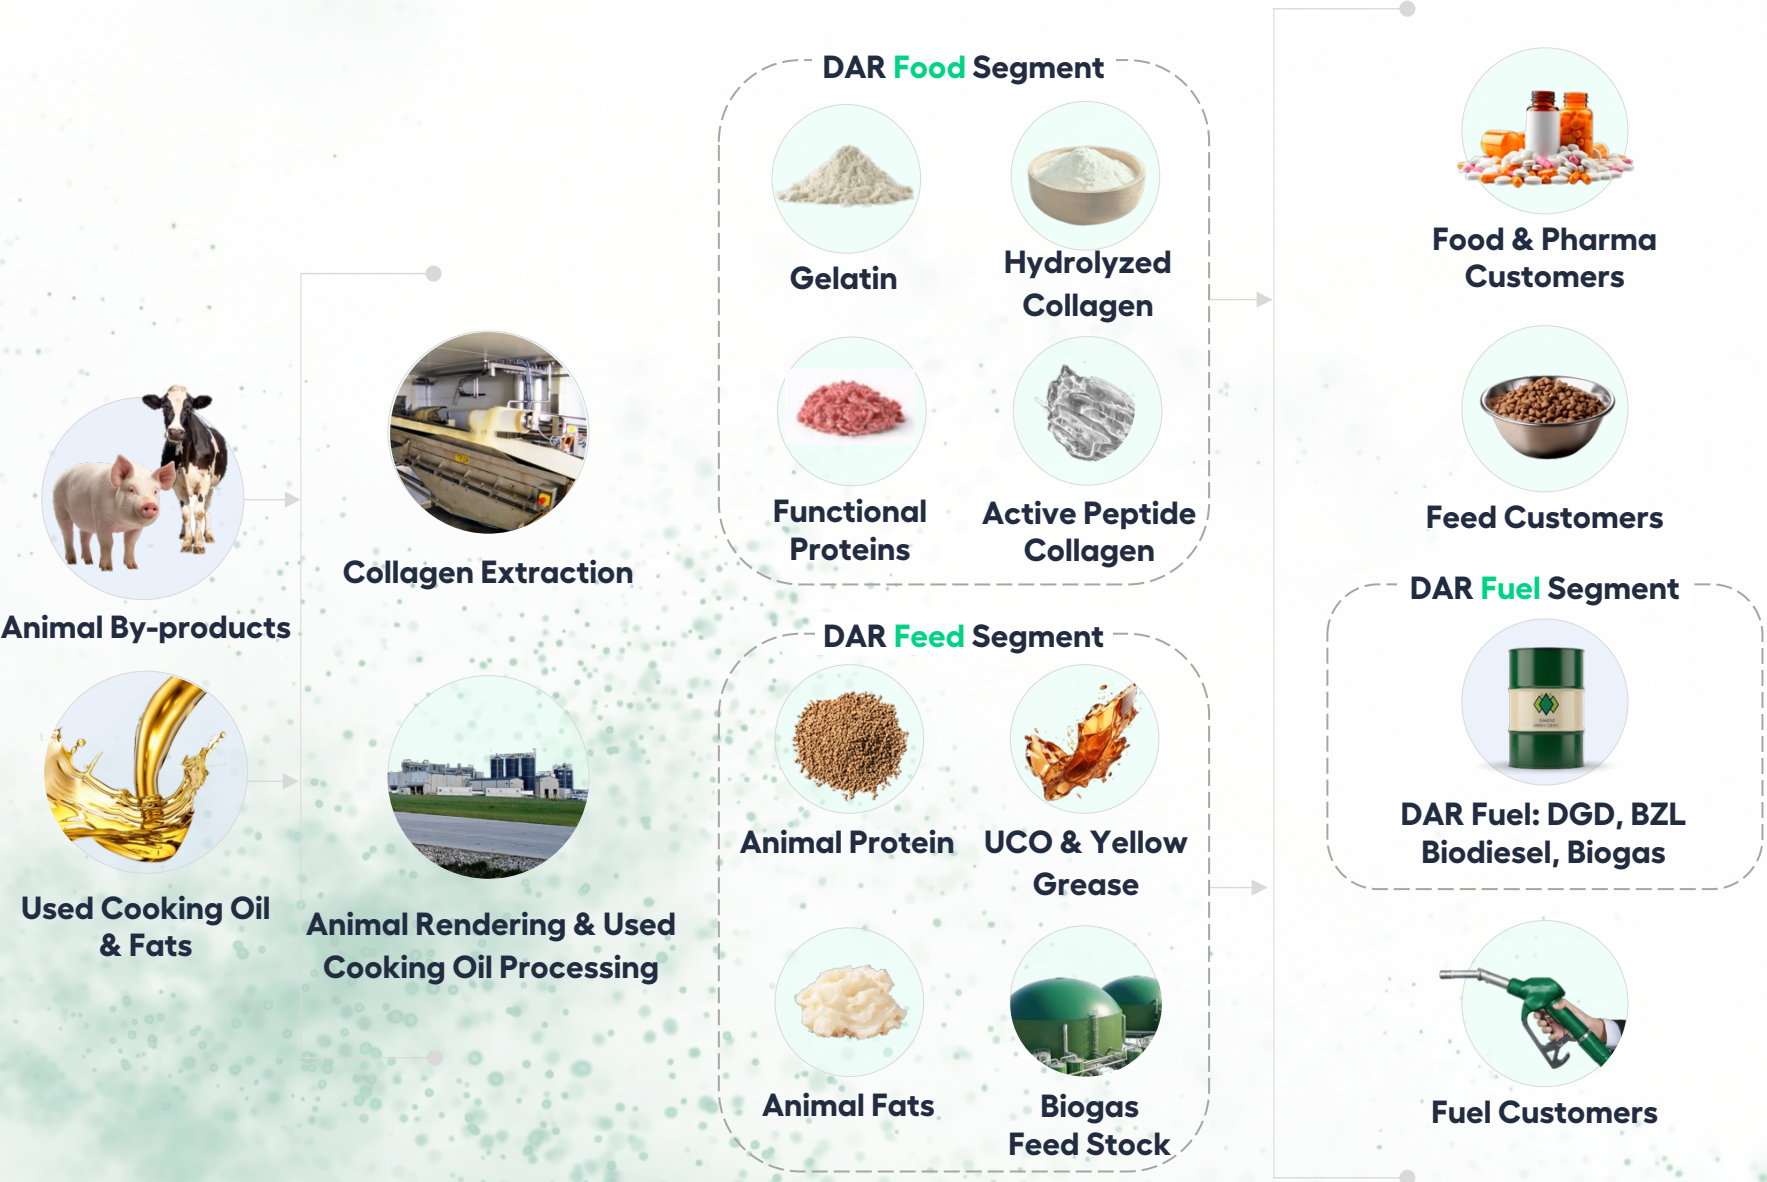 Animal By-products
Used Cooking Oil
& Fats
Collagen Extraction
Animal Rendering & Used
Cooking Oil Processing
DAR Food Segment
Gelatin
Hydrolyzed
Collagen
Functional
Proteins
Active Peptide
Collagen
DAR Feed Segment
Animal Protein
UCO & Yellow
Grease
Animal Fats
Biogas
Feed Stock
Food & Pharma
Customers
Feed Customers
DAR Fuel Segment
DAR Fuel: DGD, BZL
Biodiesel, Biogas
Fuel Customers